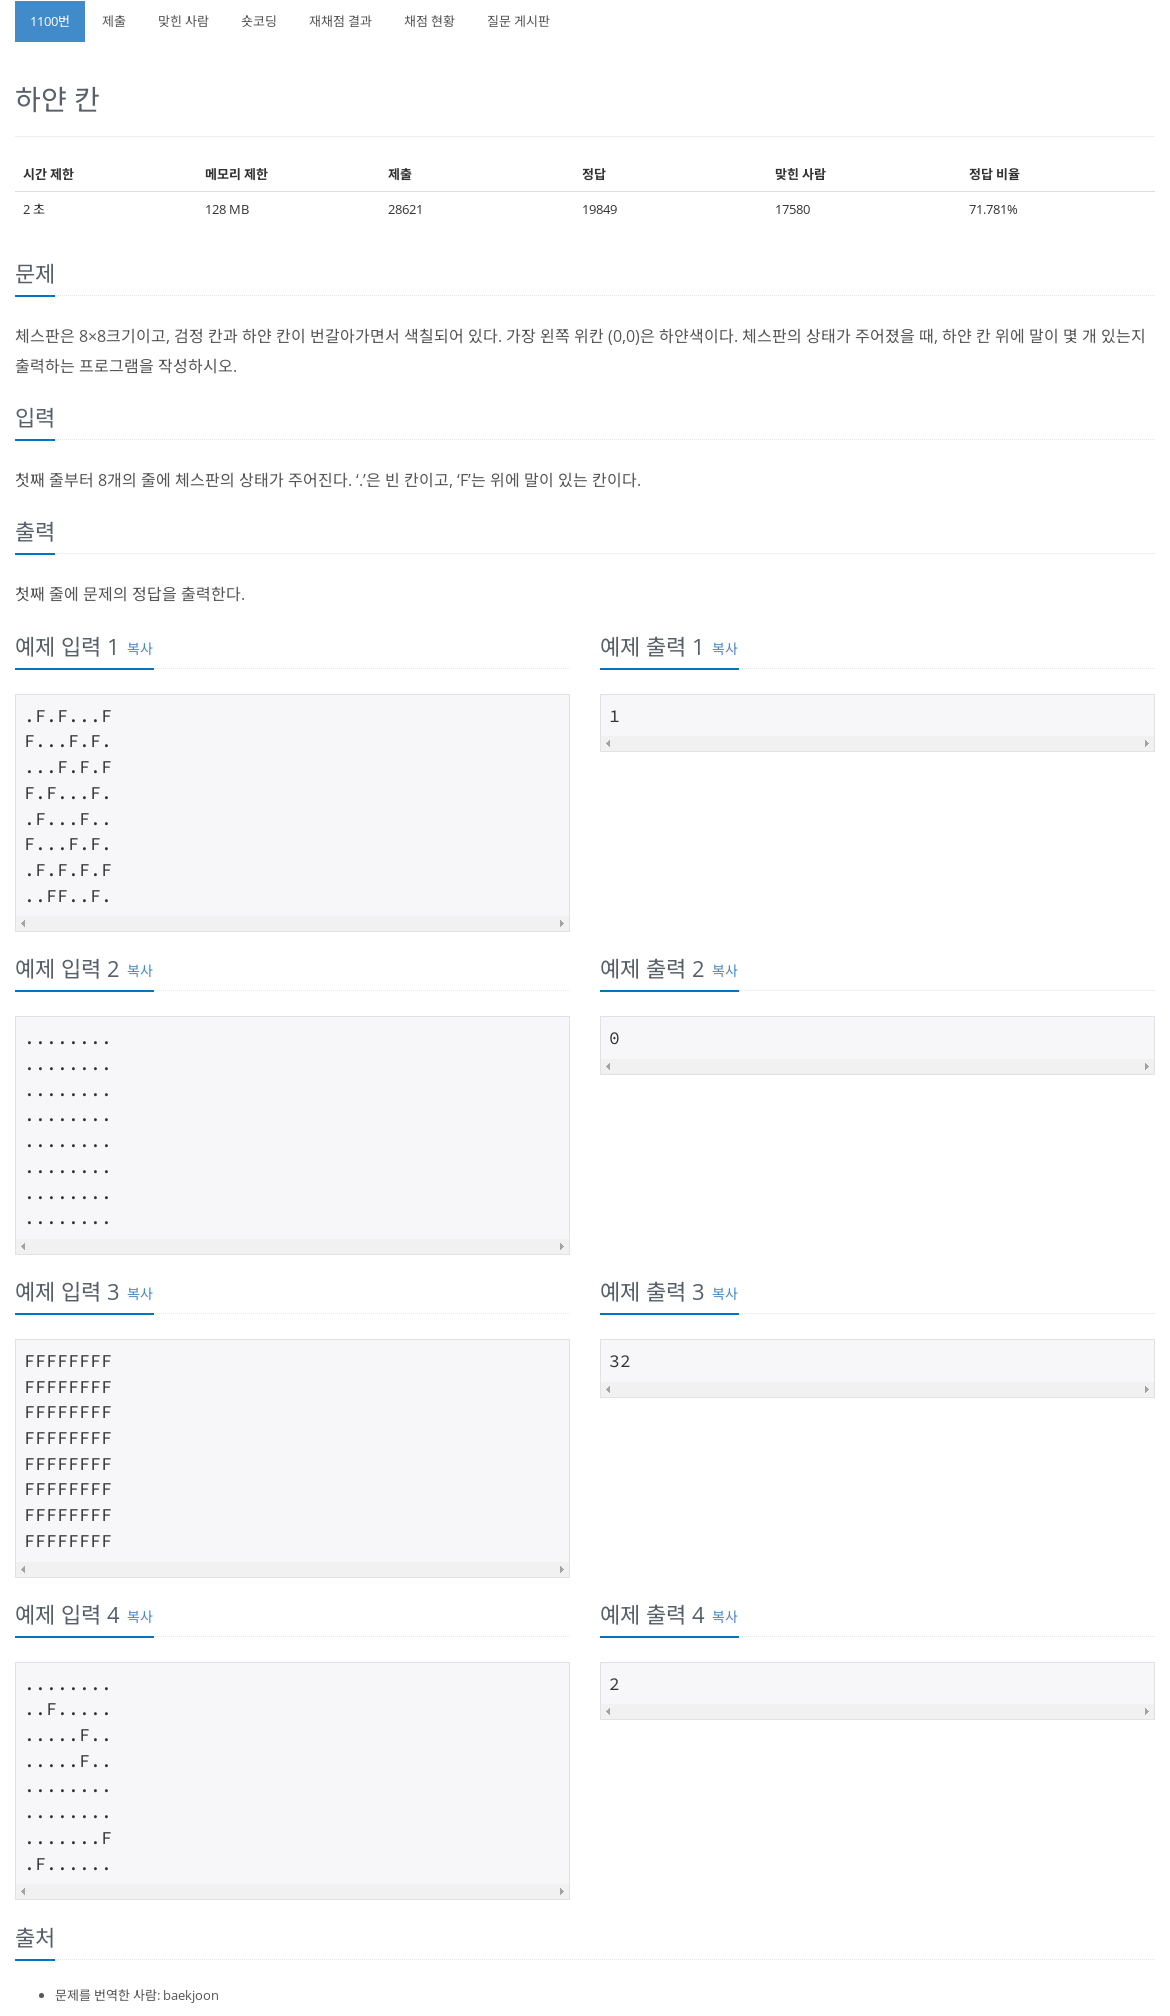 1100번 제출 맞힌 사람 숏코딩 재채점 결과 채점 현황 질문 게시판
하얀 칸
시간 제한 메모리 제한 제출 정답 맞힌 사람 정답 비율
2 초 128 MB 28621 19849 17580 71.781%
문제
체스판은 8×8크기이고, 검정 칸과 하얀 칸이 번갈아가면서 색칠되어 있다. 가장 왼쪽 위칸 (0,0)은 하얀색이다. 체스판의 상태가 주어졌을 때, 하얀 칸 위에 말이 몇 개 있는지
출력하는 프로그램을 작성하시오.
입력
첫째 줄부터 8개의 줄에 체스판의 상태가 주어진다. ‘.’은 빈 칸이고, ‘F’는 위에 말이 있는 칸이다.
출력
첫째 줄에 문제의 정답을 출력한다.
예제 입력 1 복사
.F.F...F
F...F.F.
...F.F.F
F.F...F.
.F...F..
F...F.F.
.F.F.F.F
..FF..F.
예제 출력 1 복사
1
예제 입력 2 복사
........
........
........
........
........
........
........
........
예제 출력 2 복사
0
예제 입력 3 복사
FFFFFFFF
FFFFFFFF
FFFFFFFF
FFFFFFFF
FFFFFFFF
FFFFFFFF
FFFFFFFF
FFFFFFFF
예제 출력 3 복사
32
예제 입력 4 복사
........
..F.....
.....F..
.....F..
........
........
.......F
.F......
예제 출력 4 복사
2
출처
• 문제를 번역한 사람: baekjoon